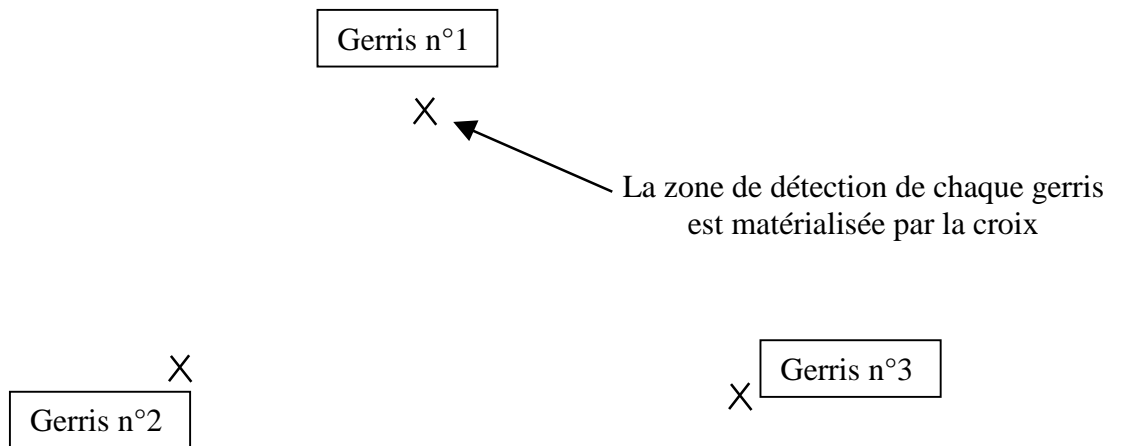 Gerris n°1
La zone de détection de chaque gerris
est matérialisée par la croix
Gerris n°3
Gerris n°2